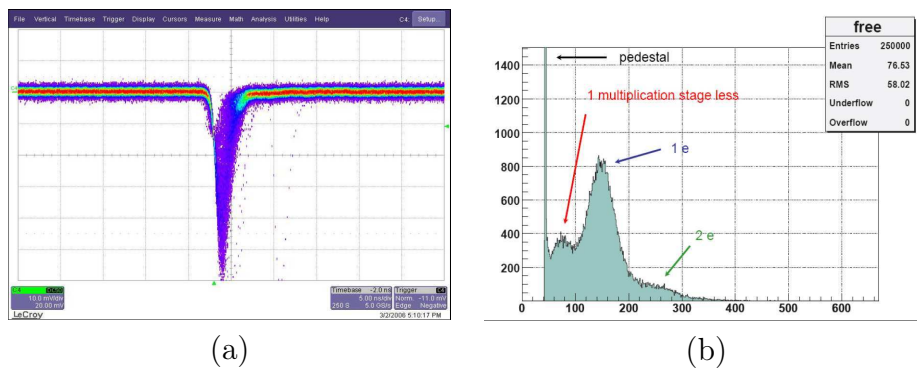 File Vertical Timebase Trigger Display Cursors Measure Math Analysis Utilities Help C4: Setup...
C4 DC50
10.0 mV/div
20.00 mV
Timebase -2.0 ns
5.00 ns/div
250 S 5.0 GS/s
Trigger C4
Norm. -11.0 mV
Edge Negative
LeCroy
3/2/2006 5:10:17 PM
(a)
free
Entries 250000
Mean 76.53
RMS 58.02
Underflow 0
Overflow 0
pedestal
1 multiplication stage less
1 e
2 e
1400
1200
1000
800
600
400
200
0 100 200 300 400 500 600
(b)